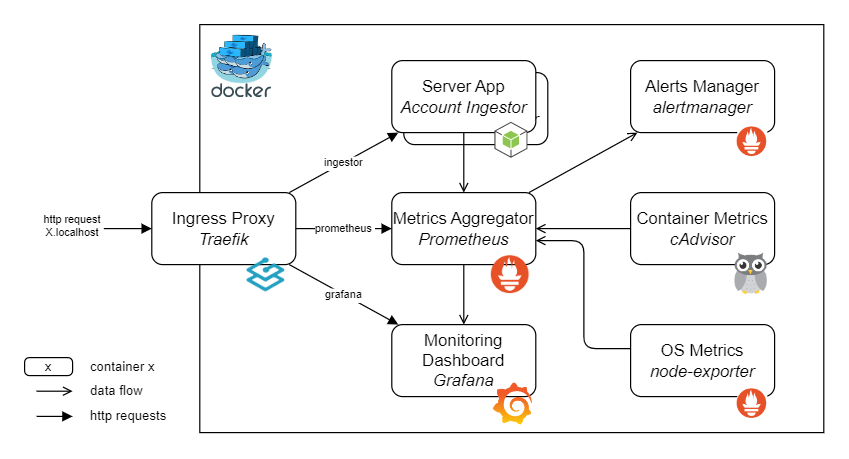 docker
Server App
Account Ingestor
Alerts Manager
alertmanager
ingestor
http request
X.localhost
Ingress Proxy
Traefik
prometheus
Metrics Aggregator
Prometheus
Container Metrics
cAdvisor
grafana
Monitoring
Dashboard
Grafana
OS Metrics
node-exporter
x
container x
data flow
http requests